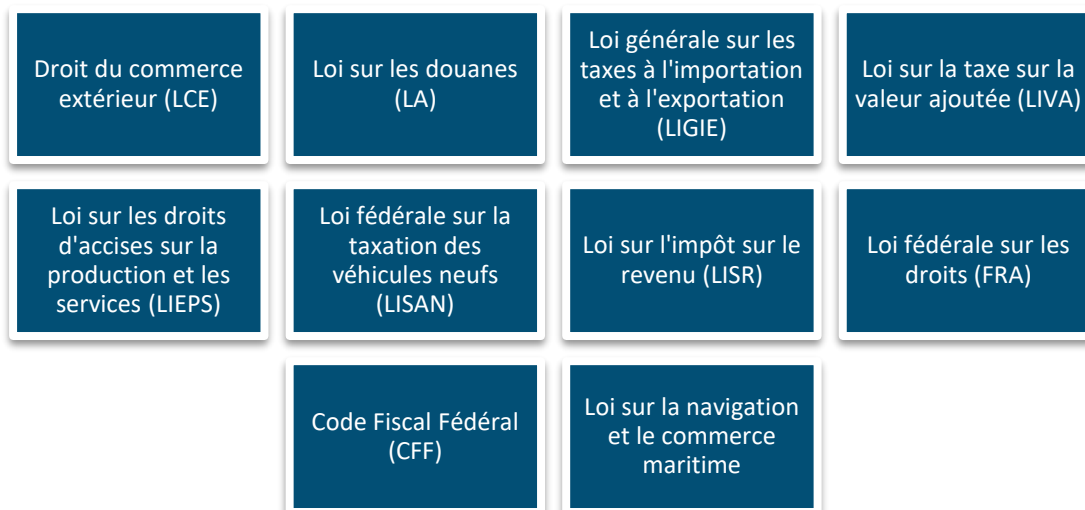 Droit du commerce
extérieur (LCE)
Loi sur les douanes
(LA)
Loi générale sur les
taxes à l'importation
et à l'exportation
(LIGIE)
Loi sur la taxe sur la
valeur ajoutée (LIVA)
Loi sur les droits
d'accises sur la
production et les
services (LIEPS)
Loi fédérale sur la
taxation des
véhicules neufs
(LISAN)
Loi sur l'impôt sur le
revenu (LISR)
Loi fédérale sur les
droits (FRA)
Code Fiscal Fédéral
(CFF)
Loi sur la navigation
et le commerce
maritime